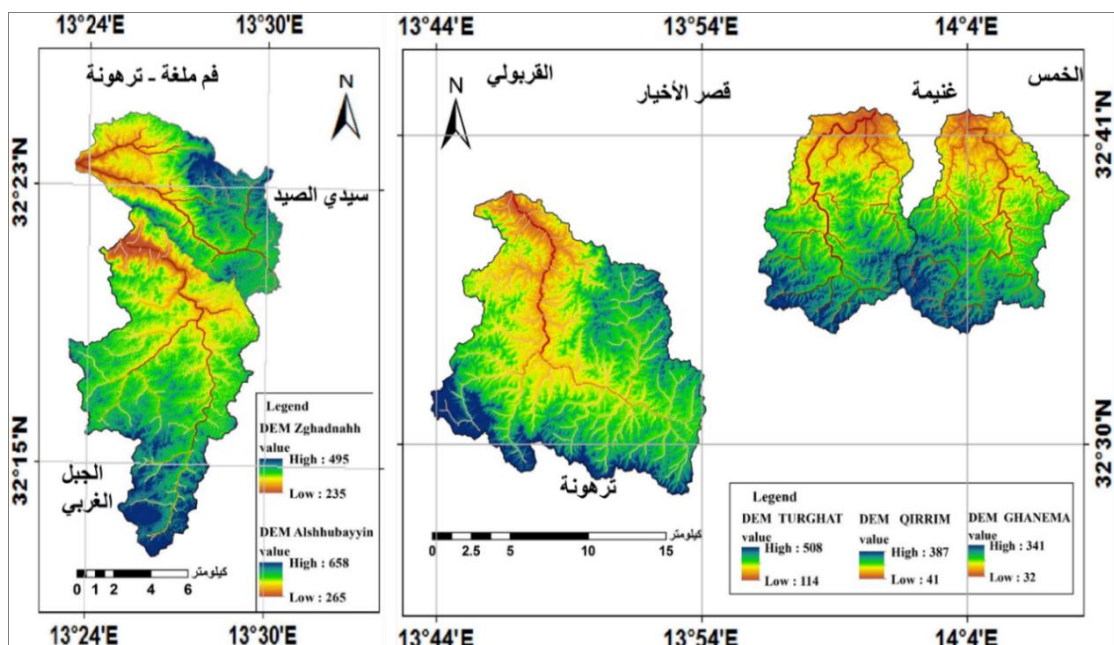 13°24'E 13°30'E
فم ملغة - ترهونة
N
32°23'N
سيدي الصيد
32°15'N
الجبل
الغربي
Legend
DEM Zghadnahh
value
High : 495
Low : 235
DEM Alshhubayyin
value
High : 658
Low : 265
كيلومتر
0 1 2 4 6
13°24'E 13°30'E
13°44'E 13°54'E 14°4'E
القربولي
قصر الأخيار
غنيمة
الخمس
N
32°41'N
32°30'N
ترهونة
كيلومتر
0 2.5 5 10 15
Legend
DEM TURGHAT
value
High : 508
Low : 114
DEM QIRRIM
value
High : 387
Low : 41
DEM GHANEMA
value
High : 341
Low : 32
13°44'E 13°54'E 14°4'E